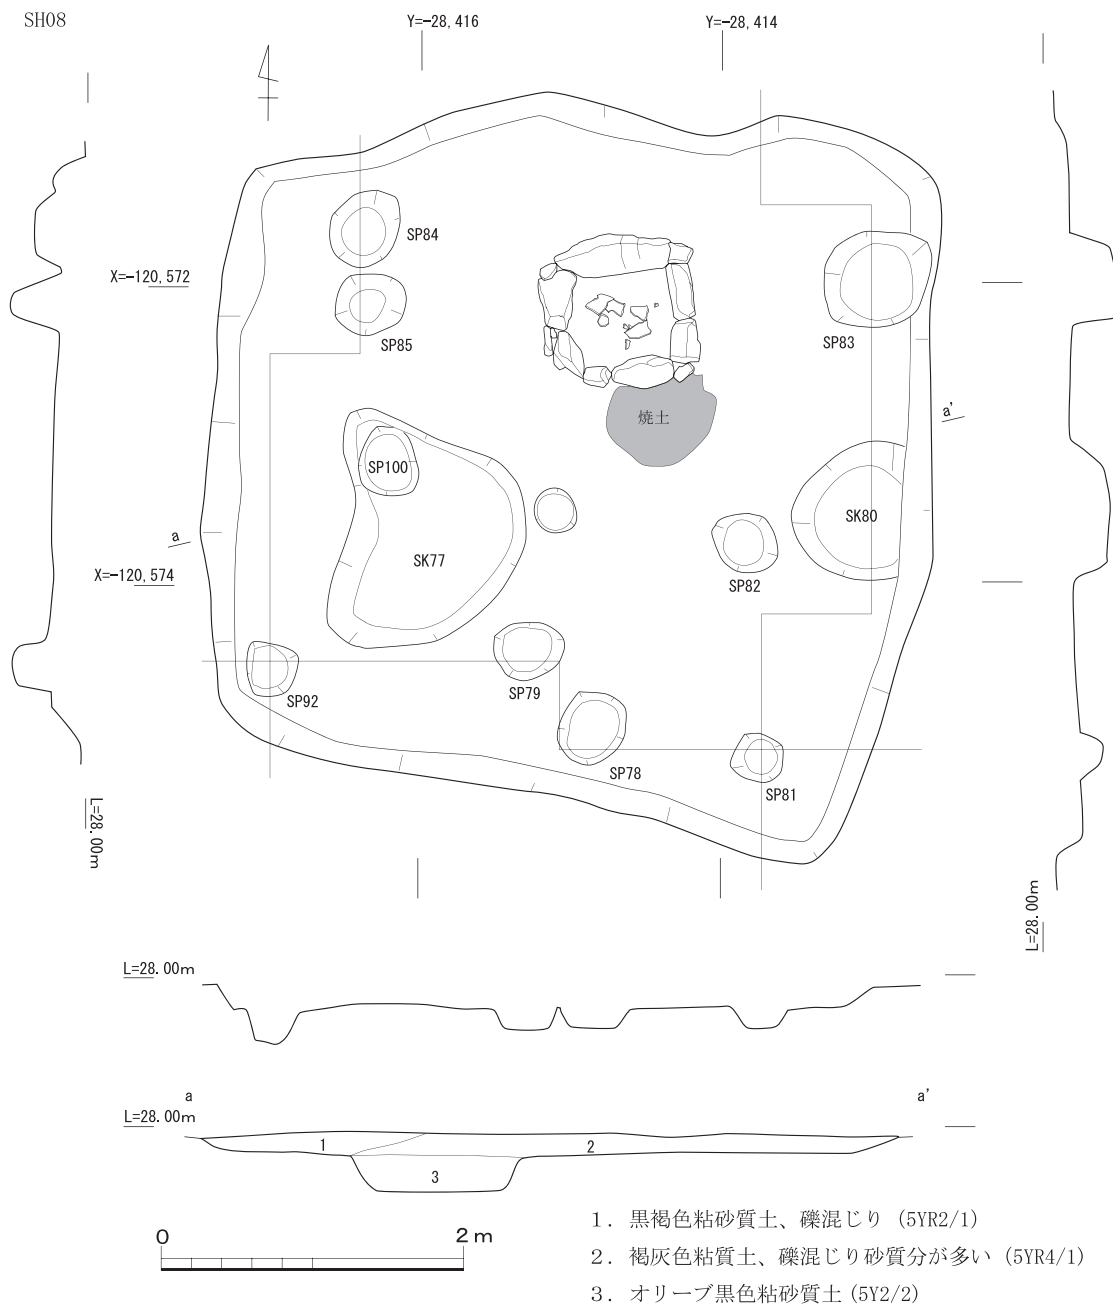 SH08
Y=-28,416
Y=-28,414
SP84
X=-120,572
SP85
SP83
焼土
a'
SP100
SK80
a
SK77
X=-120,574
SP82
SP92
SP79
SP78
SP81
L=28.00m
L=28.00m
L=28.00m
a
a'
L=28.00m
1
2
3
0
2 m
1. 黒褐色粘砂質土、礫混じり (5YR2/1)
2. 褐灰色粘質土、礫混じり砂質分が多い (5YR4/1)
3. オリーブ黒色粘砂質土 (5Y2/2)